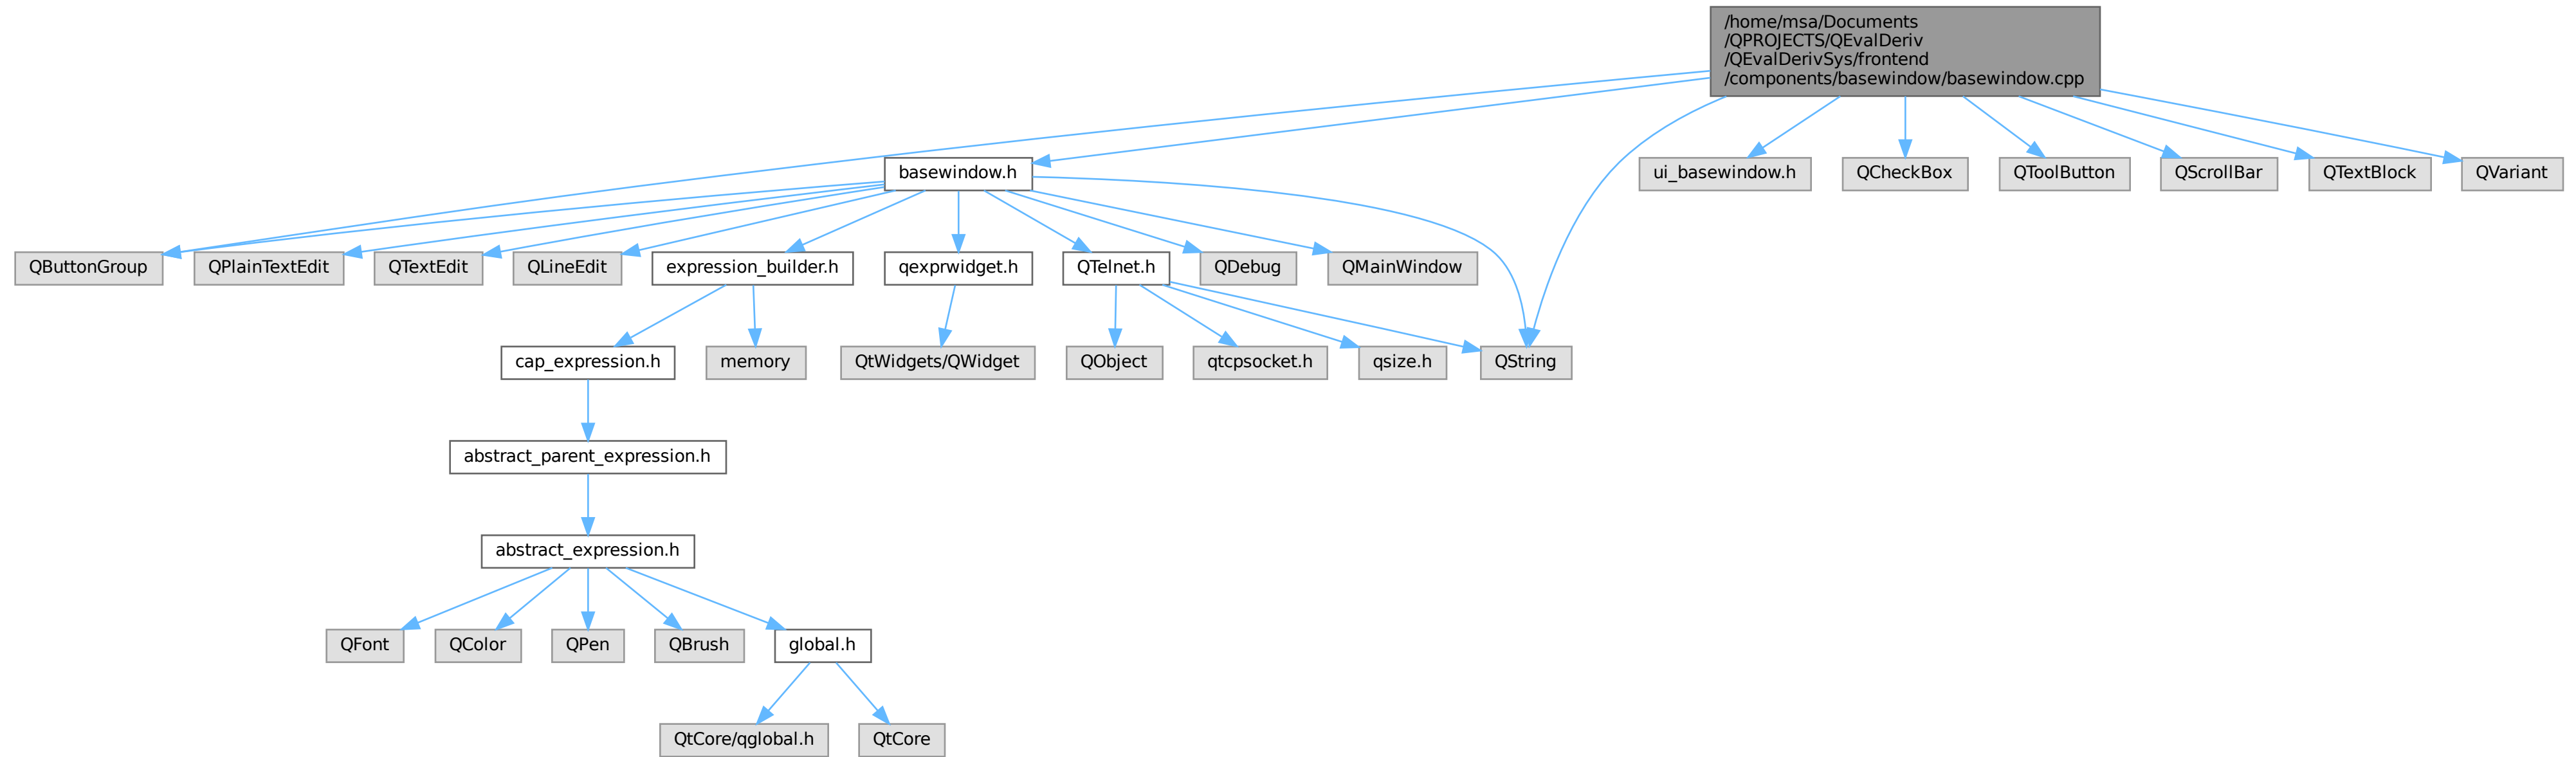 /home/msa/Documents
/QPROJECTS/QEvalDeriv
/QEvalDerivSys/frontend
/components/basewindow/basewindow.cpp
basewindow.h
ui_basewindow.h
QCheckBox
QToolButton
QScrollBar
QTextBlock
QVariant
QButtonGroup
QPlainTextEdit
QTextEdit
QLineEdit
expression_builder.h
qexprwidget.h
QTelnet.h
QDebug
QMainWindow
cap_expression.h
memory
QtWidgets/QWidget
QObject
qtcpsocket.h
qsize.h
QString
abstract_parent_expression.h
abstract_expression.h
QFont
QColor
QPen
QBrush
global.h
QtCore/qglobal.h
QtCore